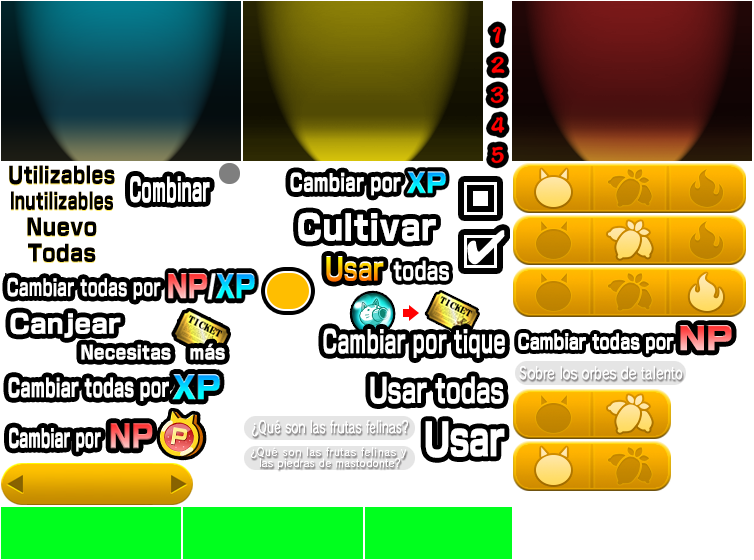 1
2
3
4
5
Utilizables
Inutilizables
Nuevo
Todas
Combinar
Cambiar por XP
Cultivar
Usar todas
Cambiar todas por NP/XP
TICKET
Canjear
TICKET
Necesitas más
Cambiar por tique
Cambiar todas por NP
Sobre los orbes de talento
Cambiar todas por XP
Usar todas
Cambiar por NP
P
¿Qué son las frutas felinas?
Usar
¿Qué son las frutas felinas y
las piedras de mastodonte?